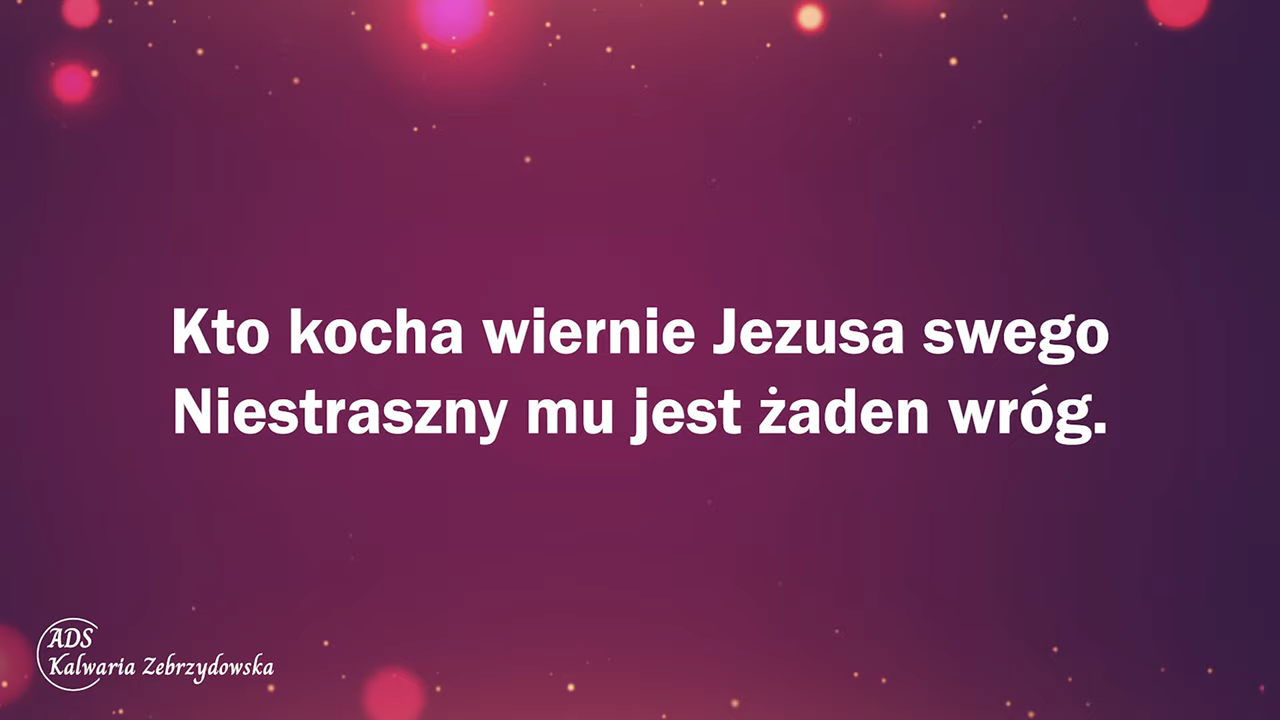 Kto kocha wiernie Jezusa swego
Niestraszny mu jest żaden wróg.
ADS
Kalwaria Zebrzydowska